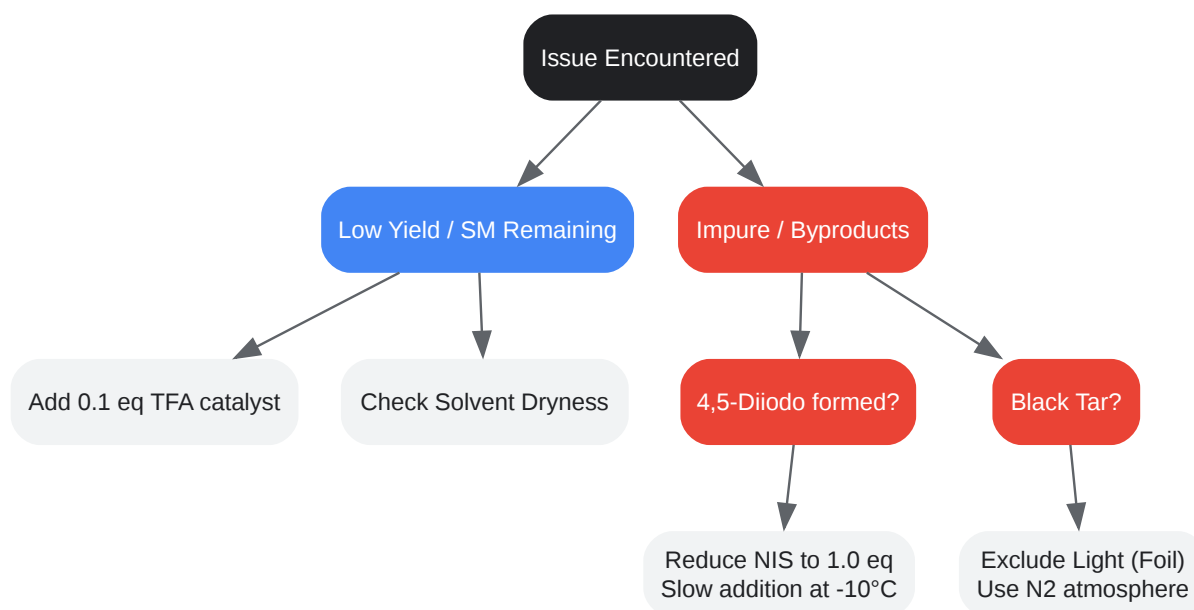 Issue Encountered
Low Yield / SM Remaining
Impure / Byproducts
Add 0.1 eq TFA catalyst
Check Solvent Dryness
4,5-Diiodo formed?
Black Tar?
Reduce NIS to 1.0 eq
Slow addition at -10°C
Exclude Light (Foil)
Use N2 atmosphere